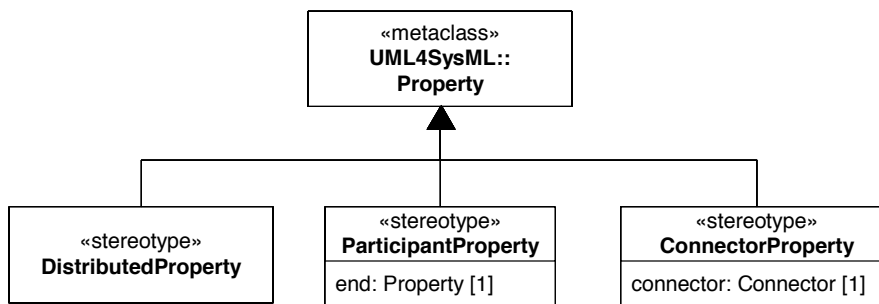 «metaclass»
UML4SysML::
Property
«stereotype»
DistributedProperty
«stereotype»
ParticipantProperty
end: Property [1]
«stereotype»
ConnectorProperty
connector: Connector [1]